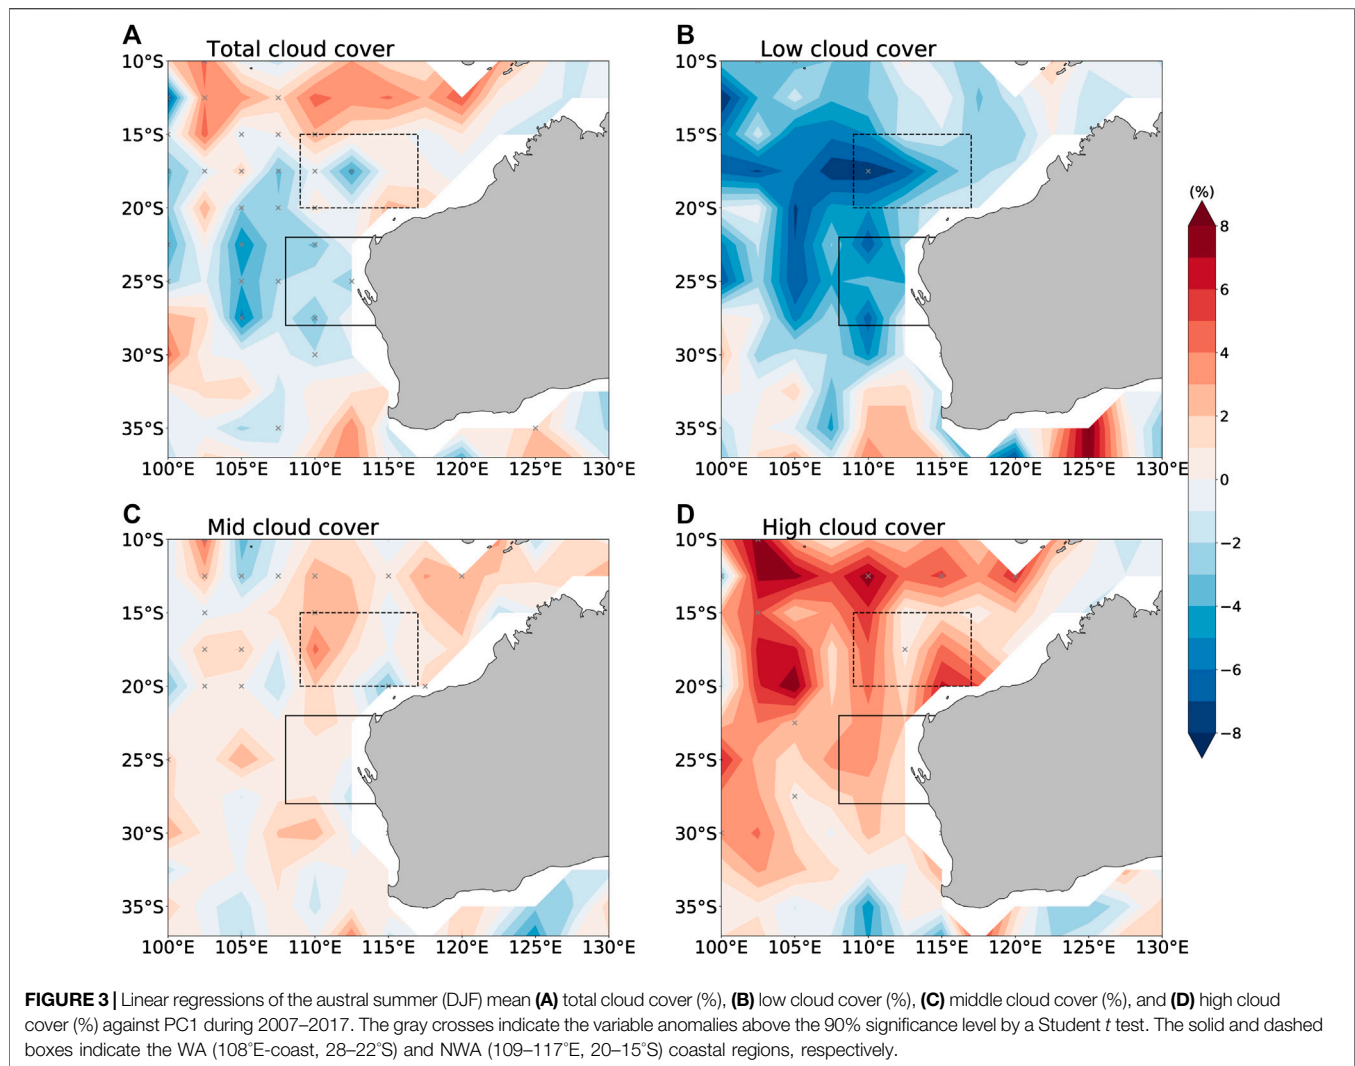 A
Total cloud cover
10°S
15°S
20°S
25°S
30°S
35°S
100°E 105°E 110°E 115°E 120°E 125°E 130°E
B
Low cloud cover
10°S
15°S
20°S
25°S
30°S
35°S
100°E 105°E 110°E 115°E 120°E 125°E 130°E
(%)
8
6
4
2
0
−2
−4
−6
−8
C
Mid cloud cover
10°S
15°S
20°S
25°S
30°S
35°S
100°E 105°E 110°E 115°E 120°E 125°E 130°E
D
High cloud cover
10°S
15°S
20°S
25°S
30°S
35°S
100°E 105°E 110°E 115°E 120°E 125°E 130°E
FIGURE 3 | Linear regressions of the austral summer (DJF) mean (A) total cloud cover (%), (B) low cloud cover (%), (C) middle cloud cover (%), and (D) high cloud
cover (%) against PC1 during 2007–2017. The gray crosses indicate the variable anomalies above the 90% significance level by a Student t test. The solid and dashed
boxes indicate the WA (108°E-coast, 28–22°S) and NWA (109–117°E, 20–15°S) coastal regions, respectively.